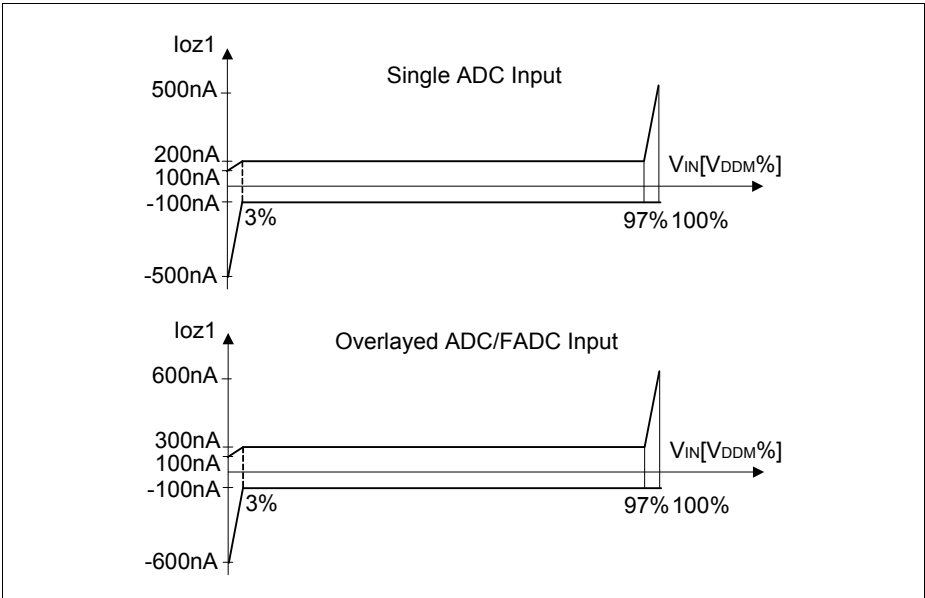 Ioz1
Single ADC Input
500nA
200nA
VIN[VDDM%]
100nA
-100nA
3%
97% 100%
-500nA
Ioz1
Overlayed ADC/FADC Input
600nA
300nA
VIN[VDDM%]
100nA
-100nA
3%
97% 100%
-600nA